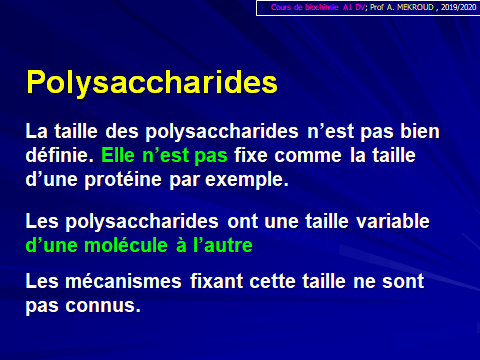 Cours de biochimie A1 DV; Prof A. MEKROUD , 2019/2020
Polysaccharides
La taille des polysaccharides n’est pas bien
définie. Elle n’est pas fixe comme la taille
d’une protéine par exemple.
Les polysaccharides ont une taille variable
d’une molécule à l’autre
Les mécanismes fixant cette taille ne sont
pas connus.